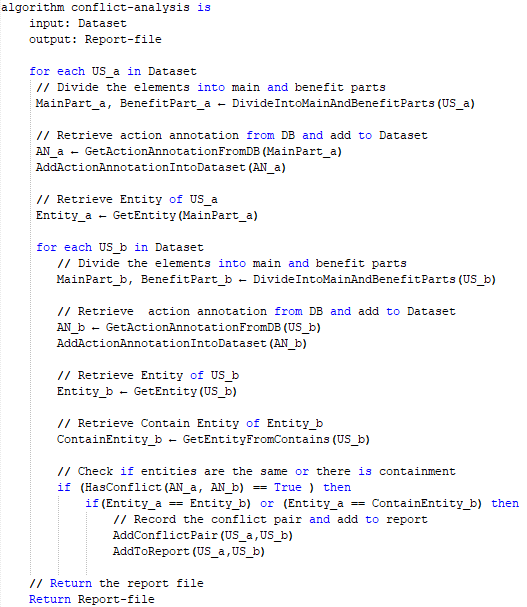 algorithm conflict-analysis is
input: Dataset
output: Report-file
for each US_a in Dataset
// Divide the elements into main and benefit parts
MainPart_a, BenefitPart_a ← DivideIntoMainAndBenefitParts(US_a)
// Retrieve action annotation from DB and add to Dataset
AN_a ← GetActionAnnotationFromDB(MainPart_a)
AddActionAnnotationIntoDataset(AN_a)
// Retrieve Entity of US_a
Entity_a ← GetEntity(MainPart_a)
for each US_b in Dataset
// Divide the elements into main and benefit parts
MainPart_b, BenefitPart_b ← DivideIntoMainAndBenefitParts(US_b)
// Retrieve  action annotation from DB and add to Dataset
AN_b ← GetActionAnnotationFromDB(US_b)
AddActionAnnotationIntoDataset(AN_b)
// Retrieve Entity of US_b
Entity_b ← GetEntity(US_b)
// Retrieve Contain Entity of Entity_b
ContainEntity_b ← GetEntityFromContains(US_b)
// Check if entities are the same or there is containment
if (HasConflict(AN_a, AN_b) == True ) then
if(Entity_a == Entity_b) or (Entity_a == ContainEntity_b) then
// Record the conflict pair and add to report
AddConflictPair(US_a,US_b)
AddToReport(US_a,US_b)
// Return the report file
Return Report-file